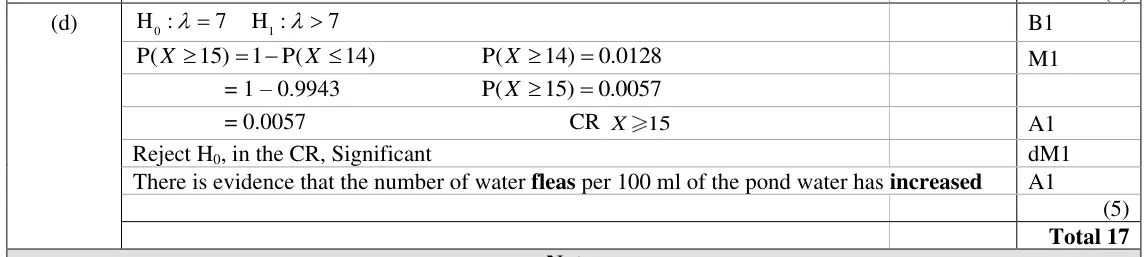 (d) H₀ : λ = 7 H₁ : λ > 7 B1
P(X ≥ 15) = 1 – P(X ≤ 14) P(X ≥ 14) = 0.0128 M1
= 1 – 0.9943 P(X ≥ 15) = 0.0057
= 0.0057 CR X ⩾ 15 A1
Reject H₀, in the CR, Significant dM1
There is evidence that the number of water fleas per 100 ml of the pond water has increased A1
(5)
Total 17